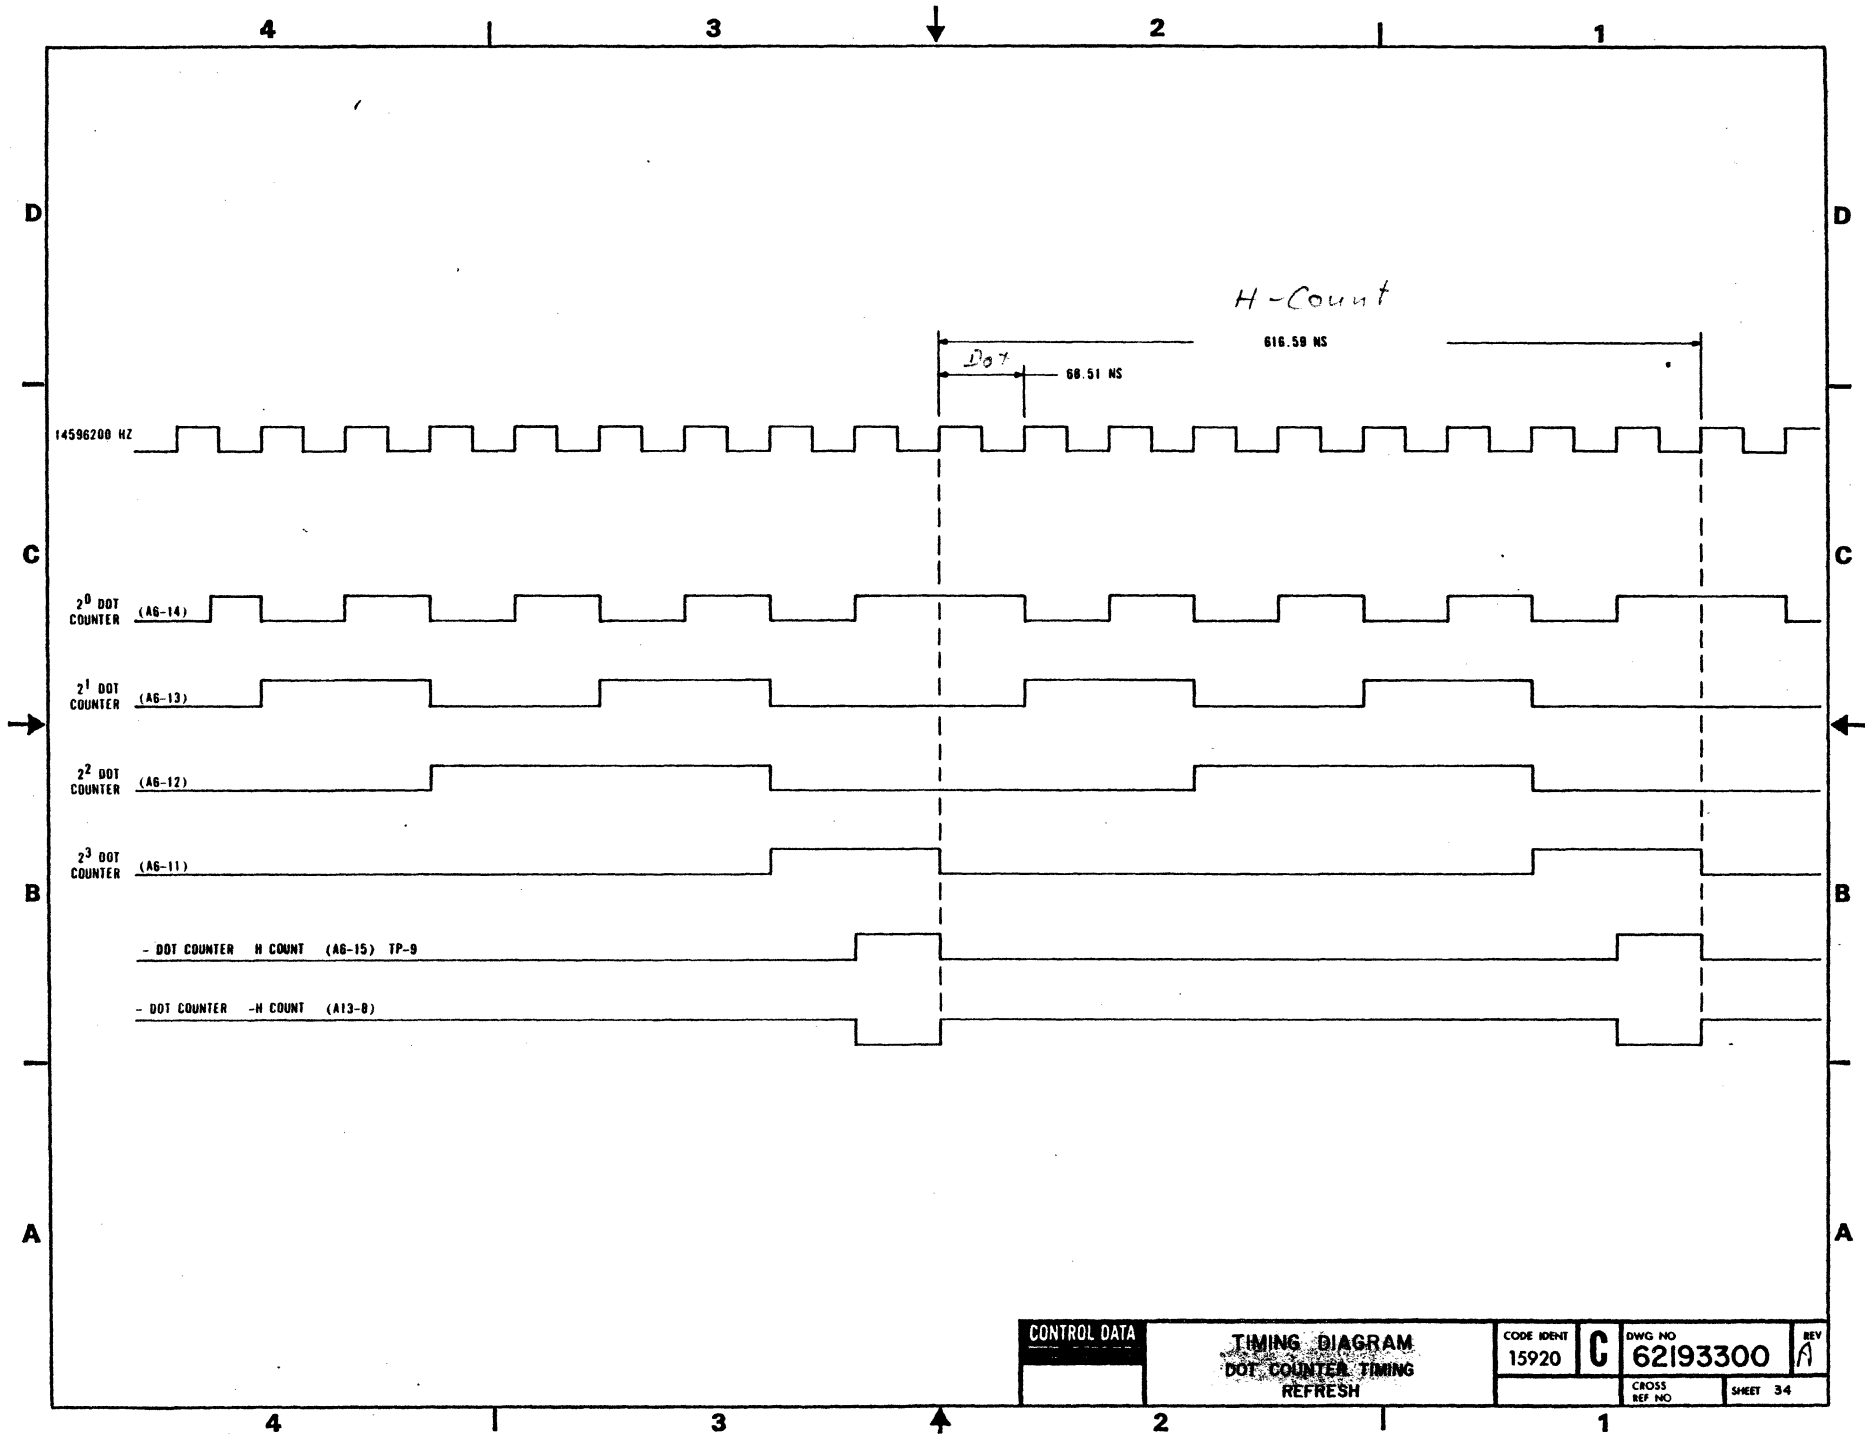 4 3 2 1
D D
H-Count
616.59 NS
Dot
68.51 NS
14596200 HZ
C C
2⁰ DOT COUNTER (A6-14)
2¹ DOT COUNTER (A6-13)
2² DOT COUNTER (A6-12)
2³ DOT COUNTER (A6-11)
B B
- DOT COUNTER H COUNT (A6-15) TP-9
- DOT COUNTER -H COUNT (A13-8)
A A
CONTROL DATA
TIMING DIAGRAM
DOT COUNTER TIMING
REFRESH
CODE IDENT
15920
C
DWG NO
62193300
REV
A
CROSS
REF NO
SHEET 34
4 3 2 1